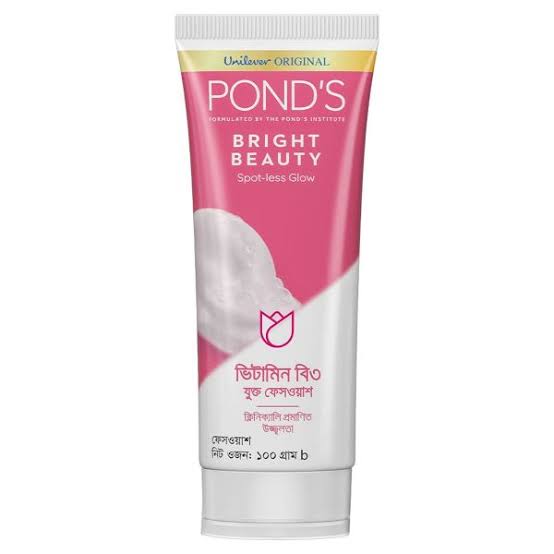 Unilever ORIGINAL
POND'S
FORMULATED BY THE POND'S INSTITUTE
BRIGHT
BEAUTY
Spot-less Glow
ভিটামিন বি৩
যুক্ত ফেসওয়াশ
ক্লিনিক্যালি প্রমাণিত
উজ্জ্বলতা
ফেসওয়াশ
নিট ওজন: ১০০ গ্রাম b